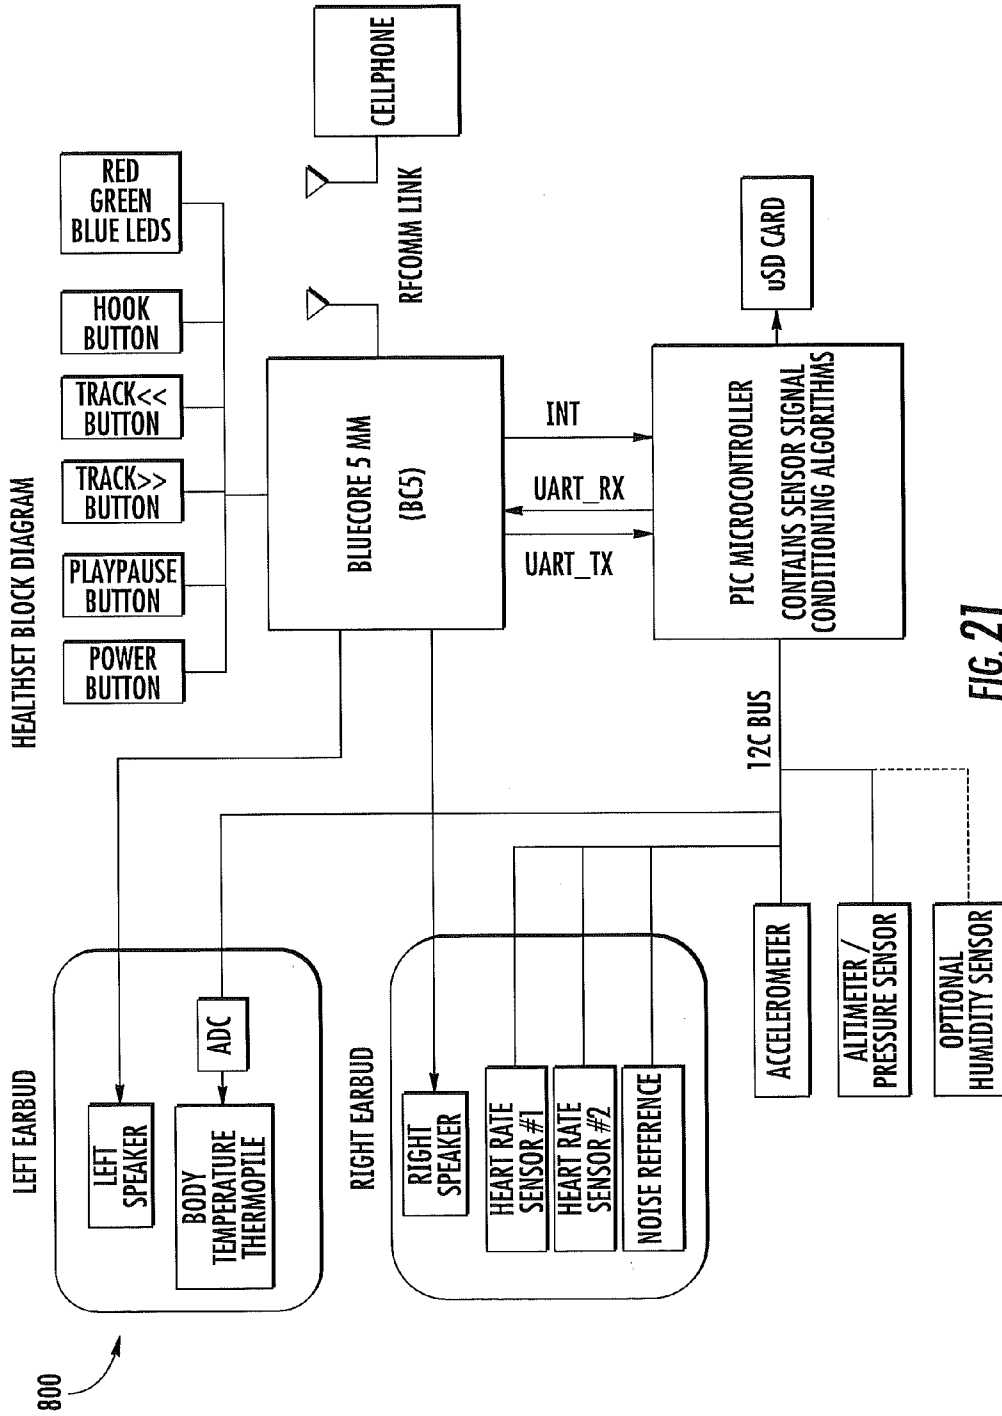 HEALTHSET BLOCK DIAGRAM
800
LEFT EARBUD
LEFT
SPEAKER
BODY
TEMPERATURE
THERMOPILE
ADC
RIGHT EARBUD
RIGHT
SPEAKER
HEART RATE
SENSOR #1
HEART RATE
SENSOR #2
NOISE REFERENCE
ACCELEROMETER
ALTIMETER /
PRESSURE SENSOR
OPTIONAL
HUMIDITY SENSOR
POWER
BUTTON
PLAYPAUSE
BUTTON
TRACK>>
BUTTON
TRACK<<
BUTTON
HOOK
BUTTON
RED
GREEN
BLUE LEDS
BLUECORE 5 MM
(BC5)
RFCOMM LINK
CELLPHONE
UART_TX
UART_RX
INT
12C BUS
PIC MICROCONTROLLER
CONTAINS SENSOR SIGNAL
CONDITIONING ALGORITHMS
uSD CARD
FIG. 21